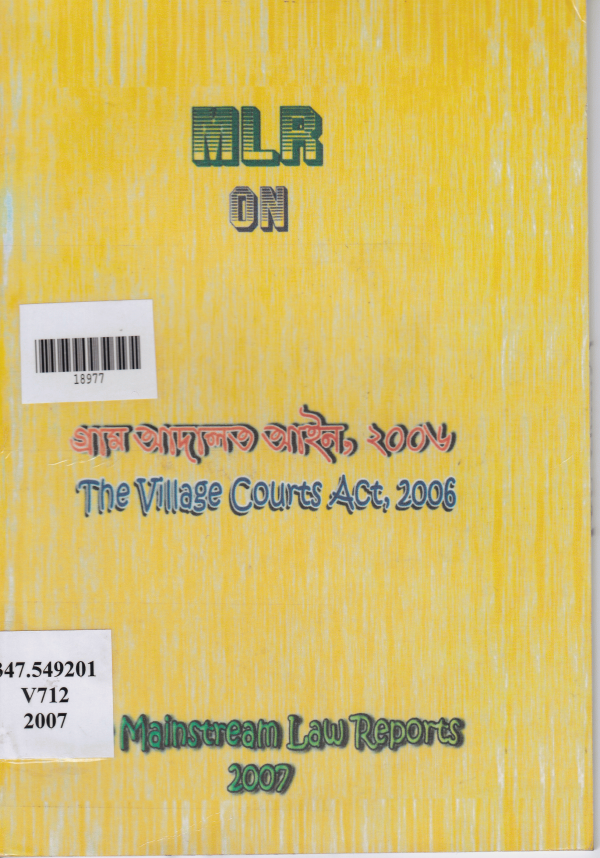 MLR
ON
18977
গ্রাম আদালত আইন, ২০০৬
The Village Courts Act, 2006
347.549201
V712
2007
Mainstream Law Reports
2007